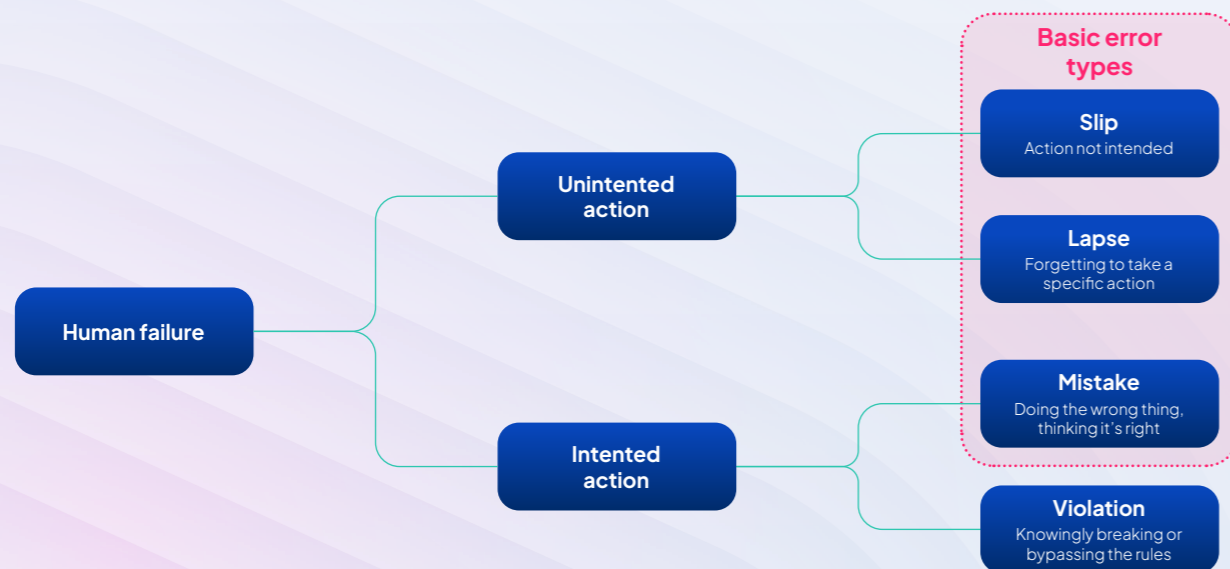 Basic error
types
Slip
Action not intended
Unintented
action
Lapse
Forgetting to take a
specific action
Human failure
Mistake
Doing the wrong thing,
thinking it's right
Intented
action
Violation
Knowingly breaking or
bypassing the rules